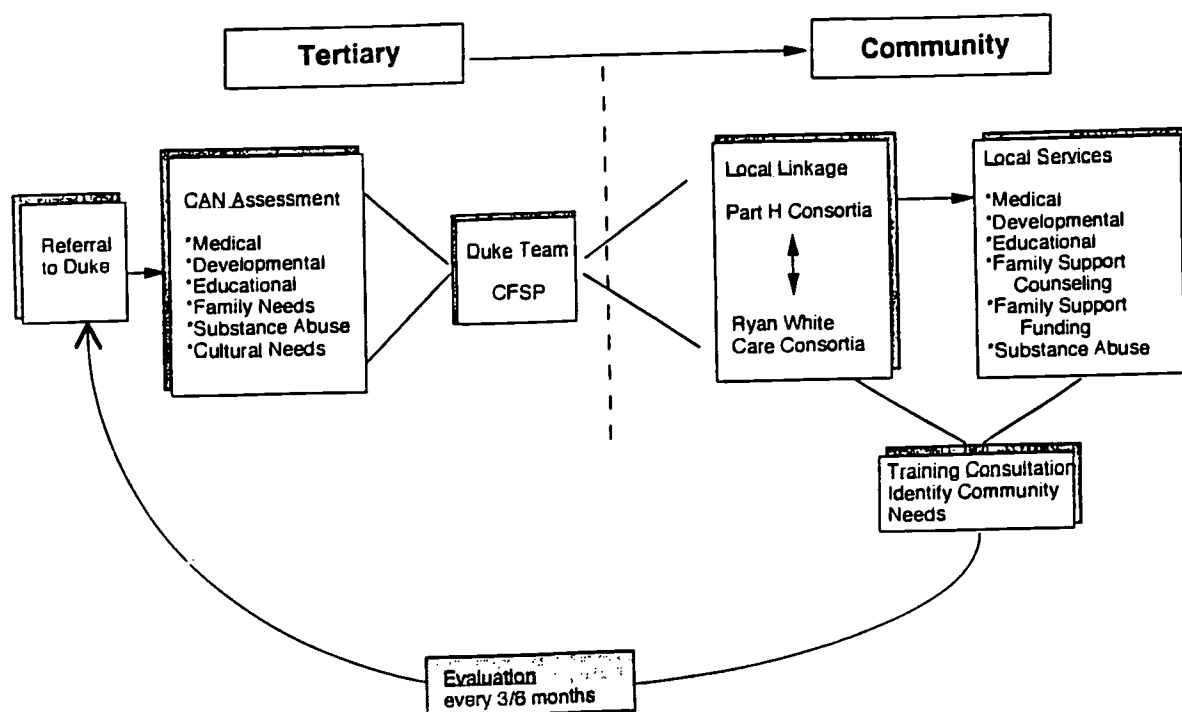 Tertiary
Community
Referral
to Duke
CAN Assessment
*Medical
*Developmental
*Educational
*Family Needs
*Substance Abuse
*Cultural Needs
Duke Team
CFSP
Local Linkage
Part H Consortia
Ryan White
Care Consortia
Local Services
*Medical
*Developmental
*Educational
*Family Support
Counseling
*Family Support
Funding
*Substance Abuse
Training Consultation
Identify Community
Needs
Evaluation
every 3/6 months